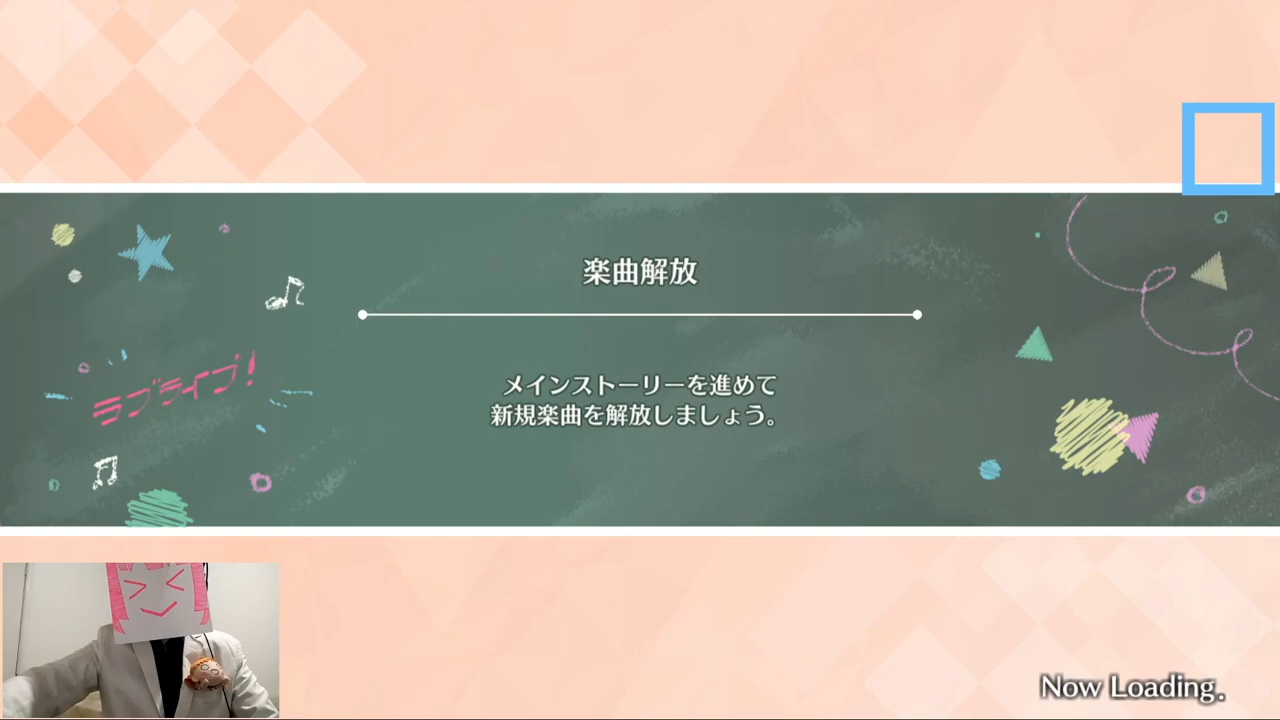 楽曲解放
ラブライブ!
メインストーリーを進めて
新規楽曲を解放しましょう。
Now Loading.